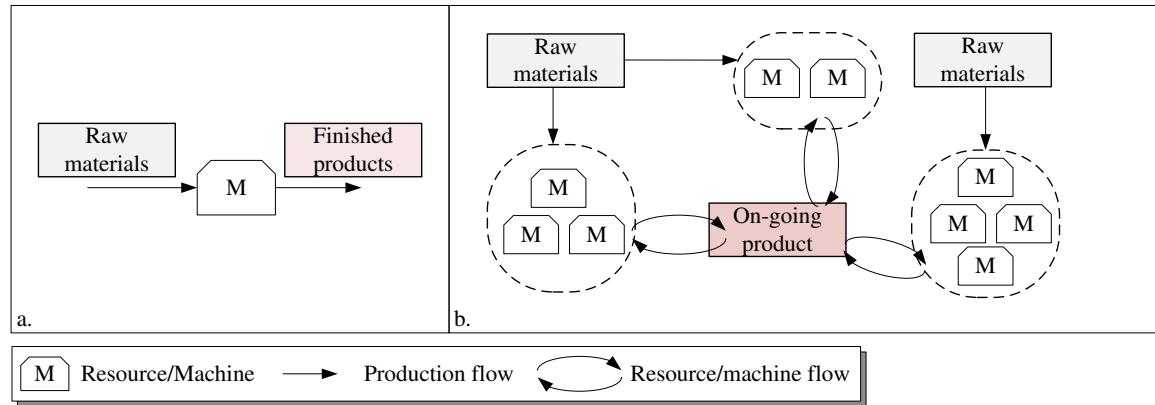 Raw
materials
M
Finished
products
a.
Raw
materials
M M
Raw
materials
M
M M
On-going
product
M
M M
M
b.
M Resource/Machine Production flow Resource/machine flow